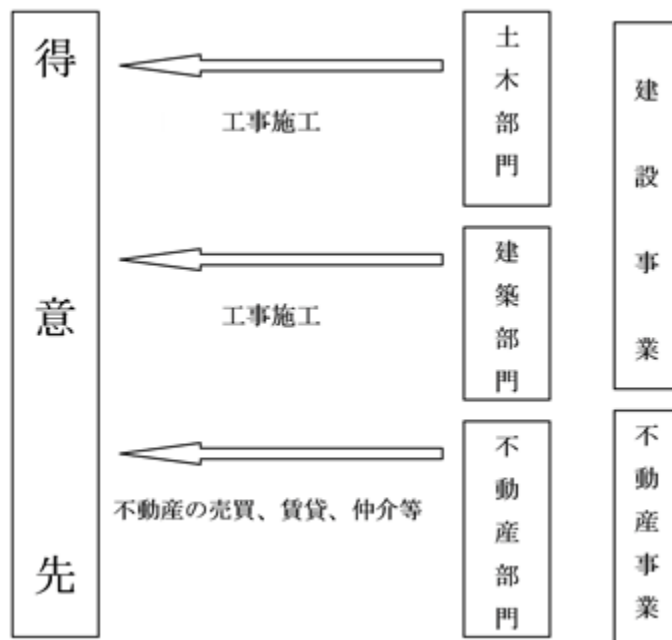 得意先
工事施工
工事施工
不動産の売買、賃貸、仲介等
土木部門
建築部門
不動産部門
建設事業
不動産事業